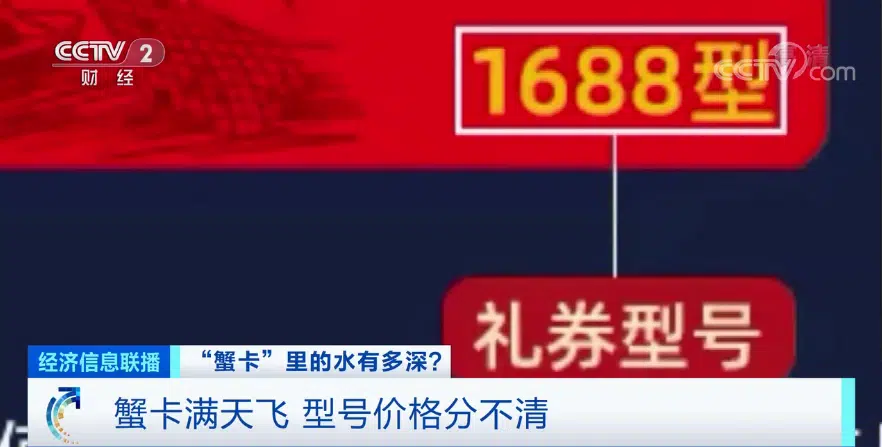 CCTV 2
财经
1688型
CCTV.com
高清
礼券型号
经济信息联播
“蟹卡”里的水有多深?
蟹卡满天飞 型号价格分不清